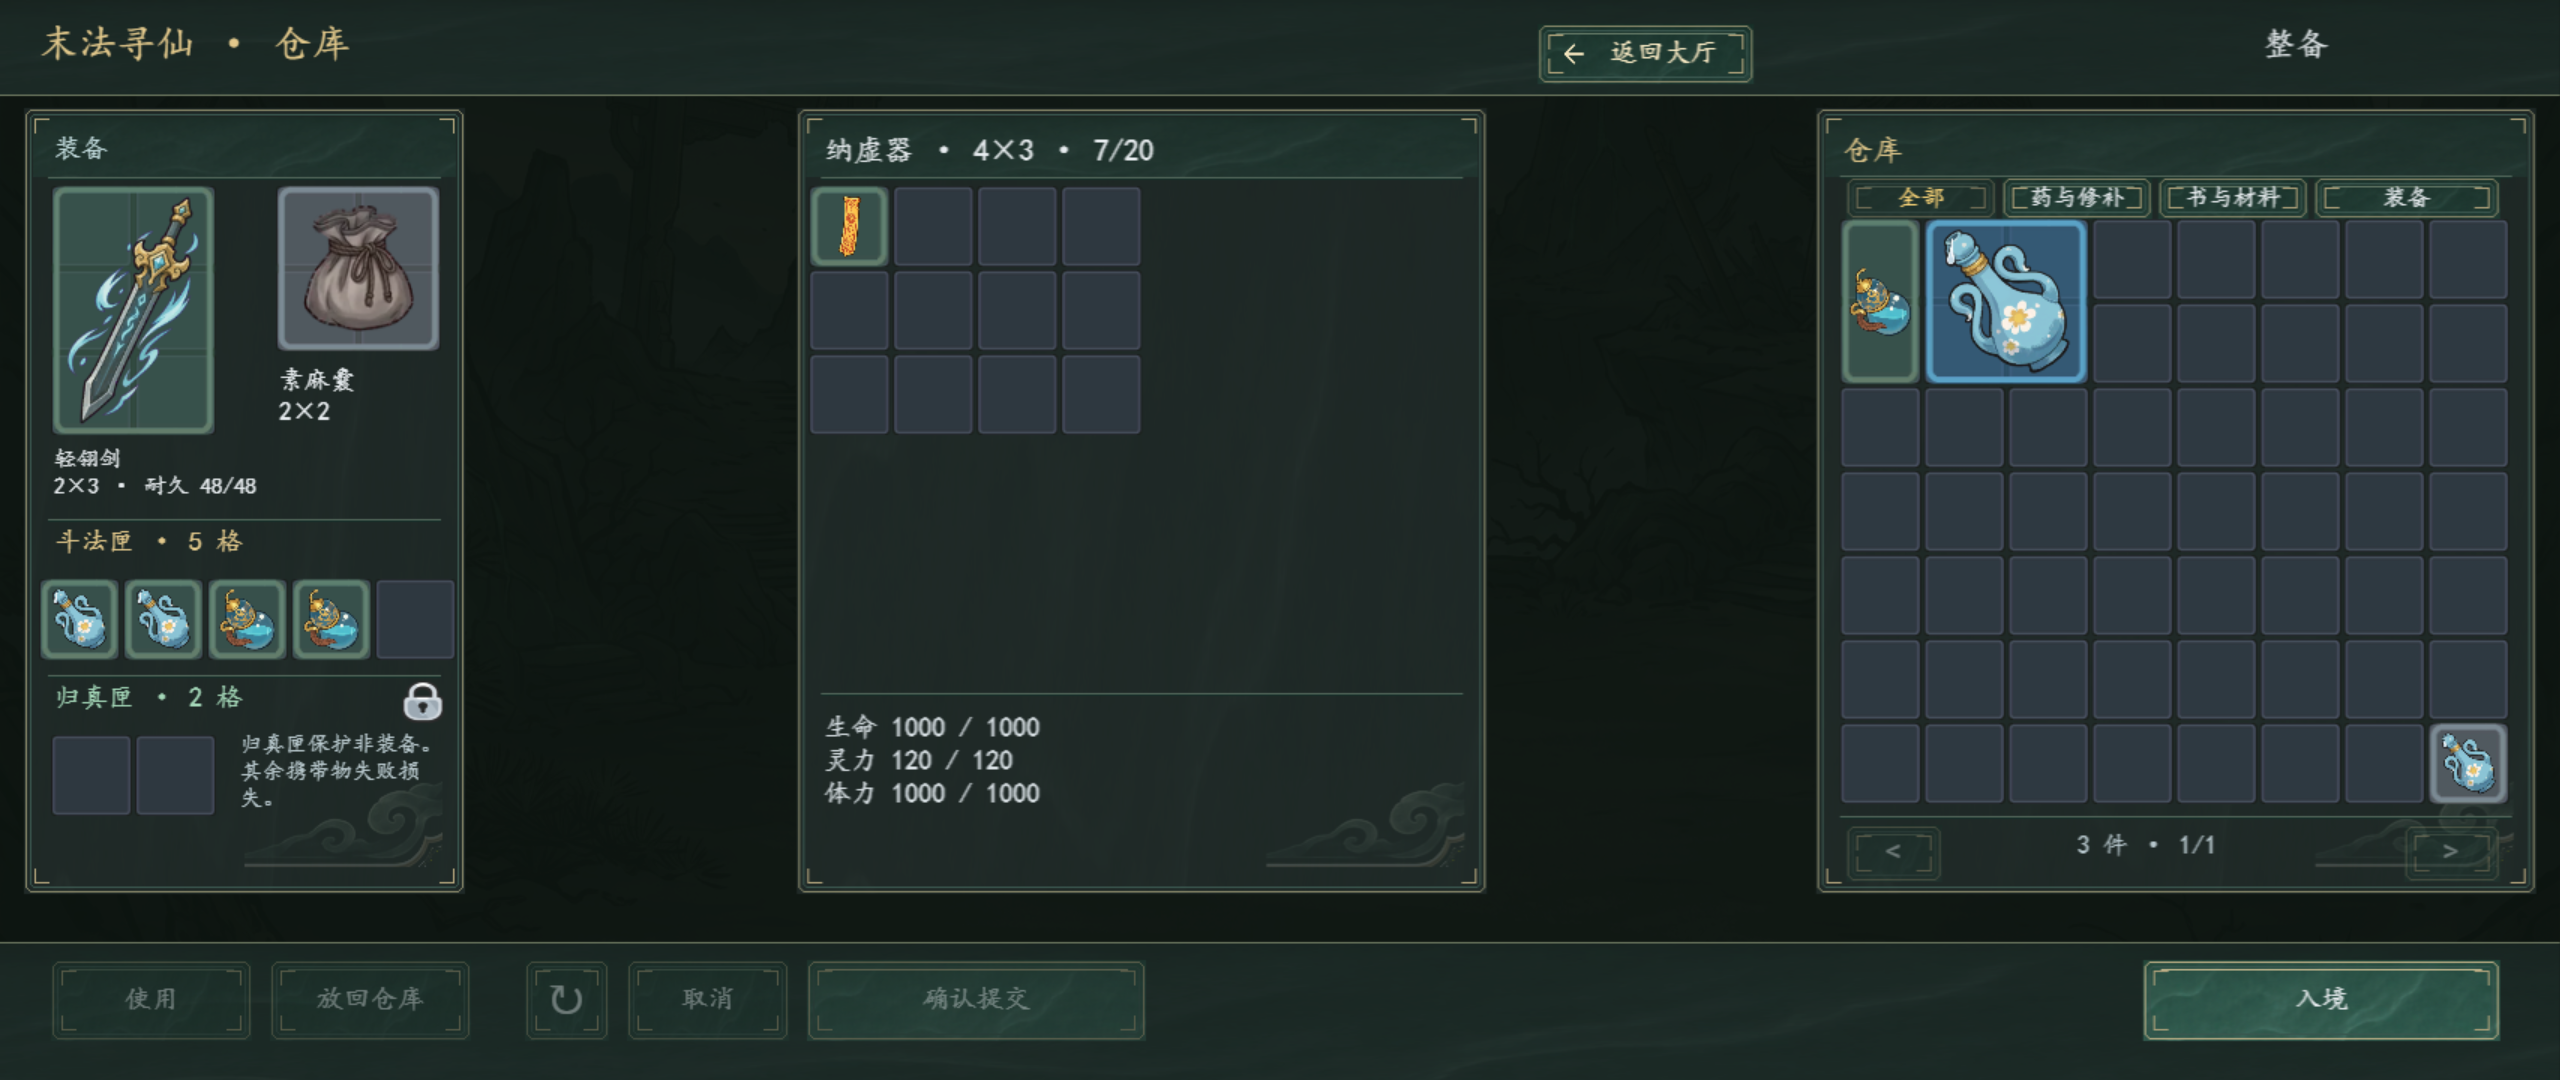 末法寻仙 • 仓库
← 返回大厅
整备
装备
素麻囊
2×2
轻翎剑
2×3 • 耐久 48/48
斗法匣 • 5 格
归真匣 • 2 格
归真匣保护非装备。
其余携带物失败损
失。
纳虚器 • 4×3 • 7/20
生命 1000 / 1000
灵力 120 / 120
体力 1000 / 1000
仓库
全部 药与修补 书与材料 装备
< 3 件 • 1/1 >
使用 放回仓库 ↻ 取消 确认提交 入境